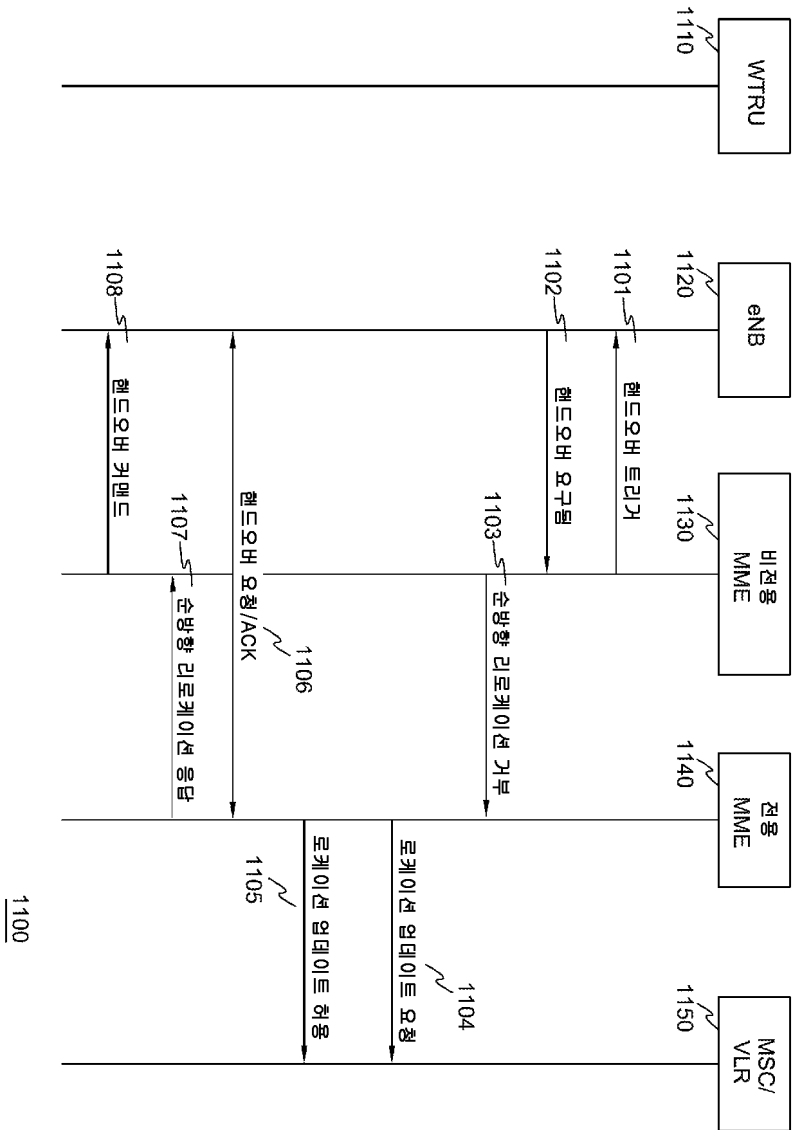 WTRU
1110
eNB
1120
비전용
MME
1130
전용
MME
1140
MSC/
VLR
1150
1101
핸드오버 트리거
1102
핸드오버 요구됨
1103
순방향 리로케이션 거부
1104
로케이션 업데이트 요청
1105
로케이션 업데이트 허용
1106
핸드오버 요청/ACK
1107
순방향 리로케이션 응답
1108
핸드오버 커맨드
1100